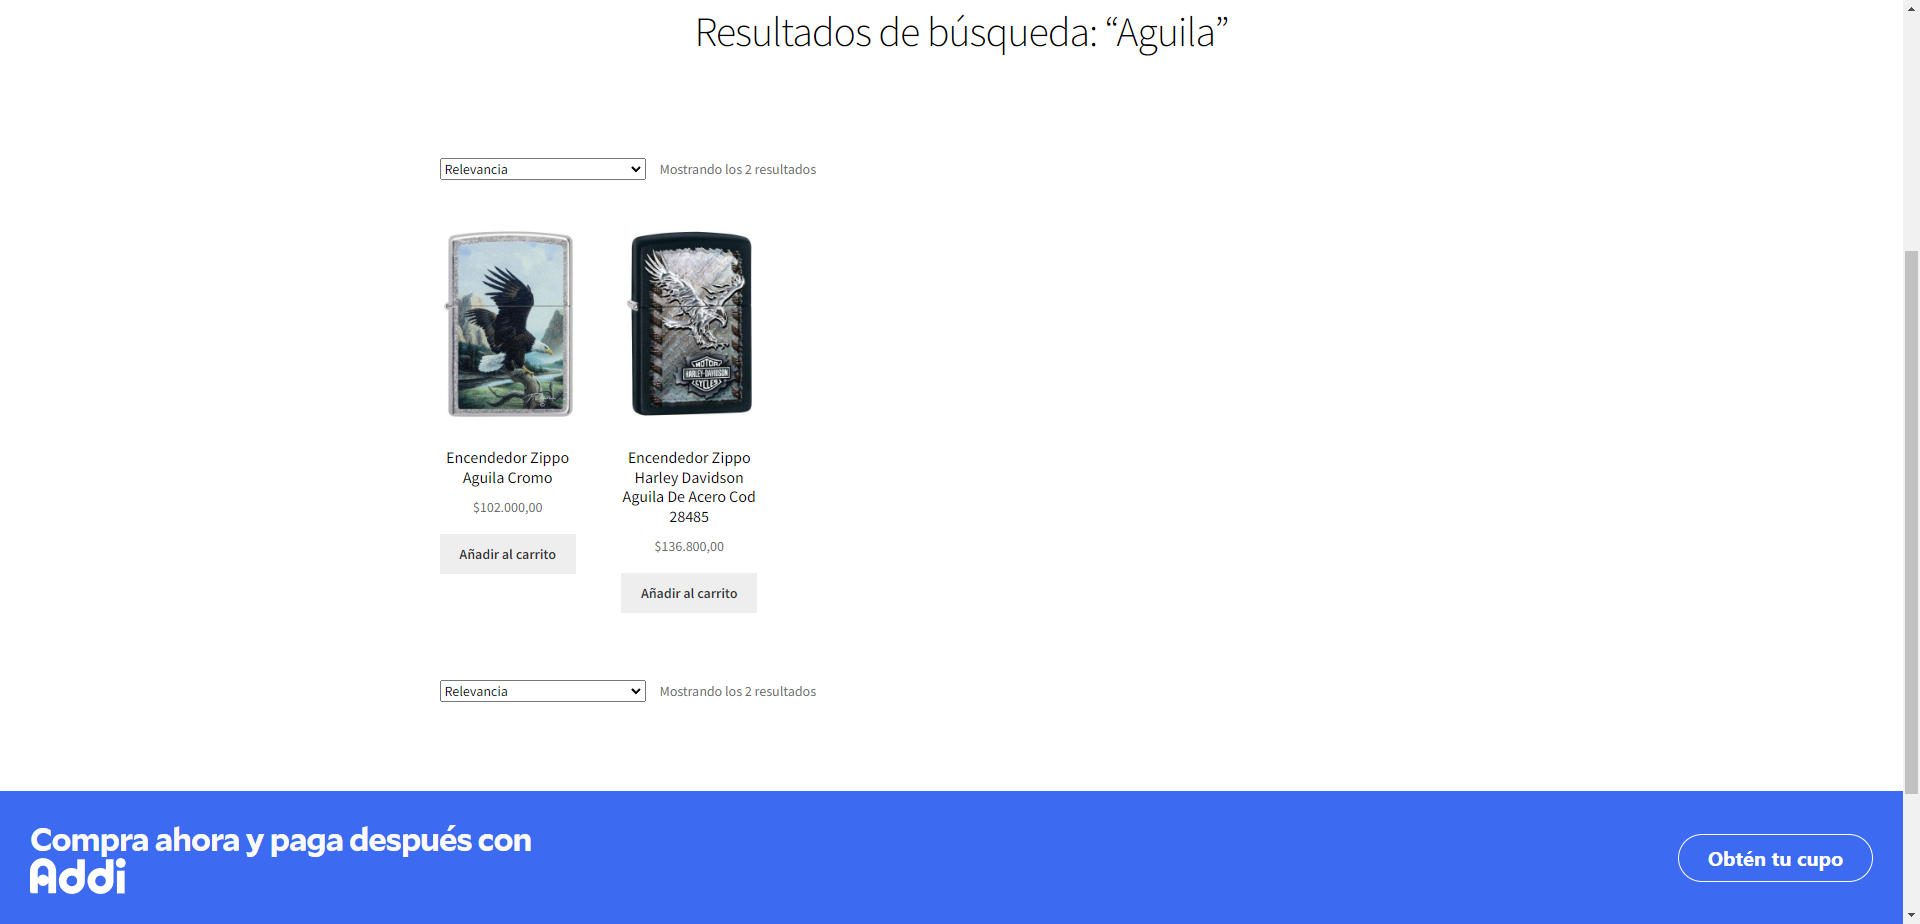 Resultados de búsqueda: “Aguila”
Relevancia
Mostrando los 2 resultados
MOTOR
HARLEY-DAVIDSON
CYCLES
Encendedor Zippo
Aguila Cromo
$102.000,00
Añadir al carrito
Encendedor Zippo
Harley Davidson
Aguila De Acero Cod
28485
$136.800,00
Añadir al carrito
Relevancia
Mostrando los 2 resultados
Compra ahora y paga después con
Addi
Obtén tu cupo